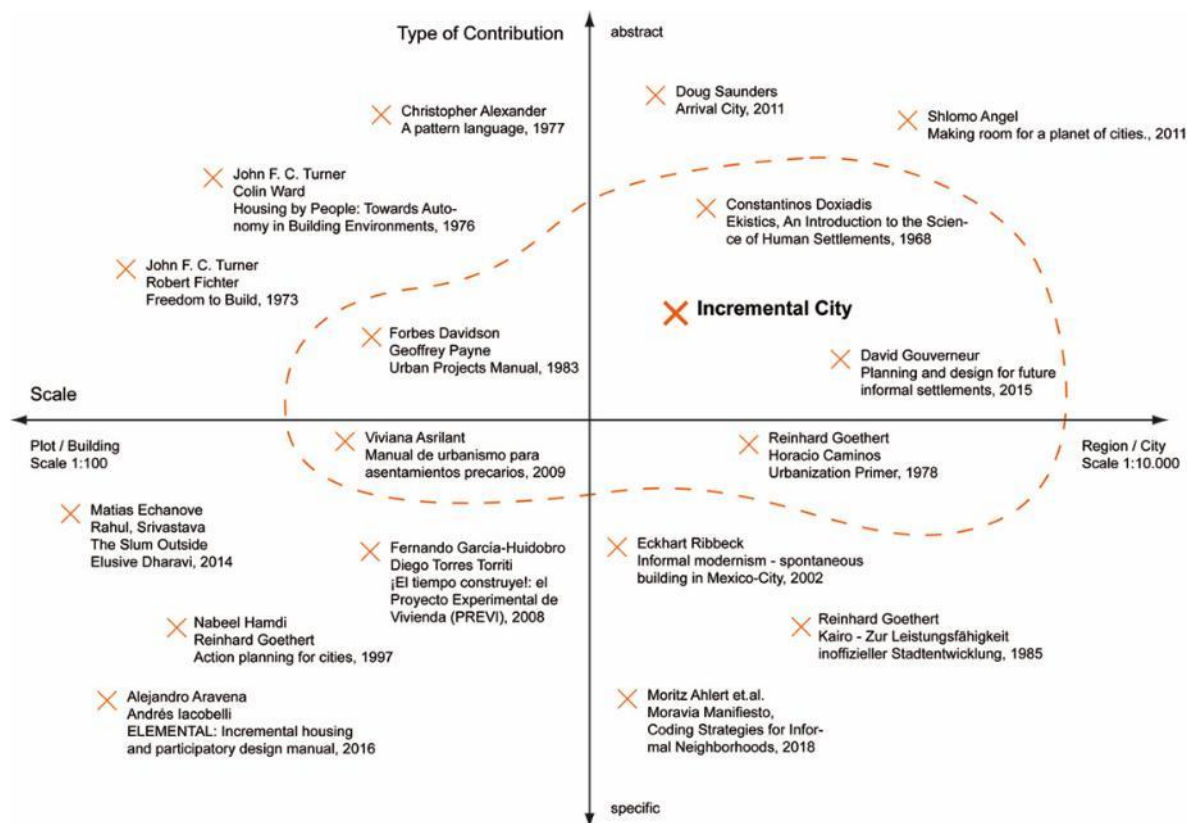 Type of Contribution
abstract
Christopher Alexander
A pattern language, 1977
Doug Saunders
Arrival City, 2011
Shlomo Angel
Making room for a planet of cities., 2011
John F. C. Turner
Colin Ward
Housing by People: Towards Auto-
nomy in Building Environments, 1976
Constantinos Doxiadis
Ekistics, An Introduction to the Scien-
ce of Human Settlements, 1968
John F. C. Turner
Robert Fichter
Freedom to Build, 1973
Incremental City
Forbes Davidson
Geoffrey Payne
Urban Projects Manual, 1983
David Gouverneur
Planning and design for future
informal settlements, 2015
Scale
Plot / Building
Scale 1:100
Viviana Asrilant
Manual de urbanismo para
asentamientos precarios, 2009
Reinhard Goethert
Horacio Caminos
Urbanization Primer, 1978
Region / City
Scale 1:10.000
Matias Echanove
Rahul, Srivastava
The Slum Outside
Elusive Dharavi, 2014
Fernando García-Huidobro
Diego Torres Torriti
¡El tiempo construye!: el
Proyecto Experimental de
Vivienda (PREVI), 2008
Eckhart Ribbeck
Informal modernism - spontaneous
building in Mexico-City, 2002
Nabeel Hamdi
Reinhard Goethert
Action planning for cities, 1997
Reinhard Goethert
Kairo - Zur Leistungsfähigkeit
inoffizieller Stadtentwicklung, 1985
Alejandro Aravena
Andrés Iacobelli
ELEMENTAL: Incremental housing
and participatory design manual, 2016
Moritz Ahlert et.al.
Moravia Manifiesto,
Coding Strategies for Infor-
mal Neighborhoods, 2018
specific